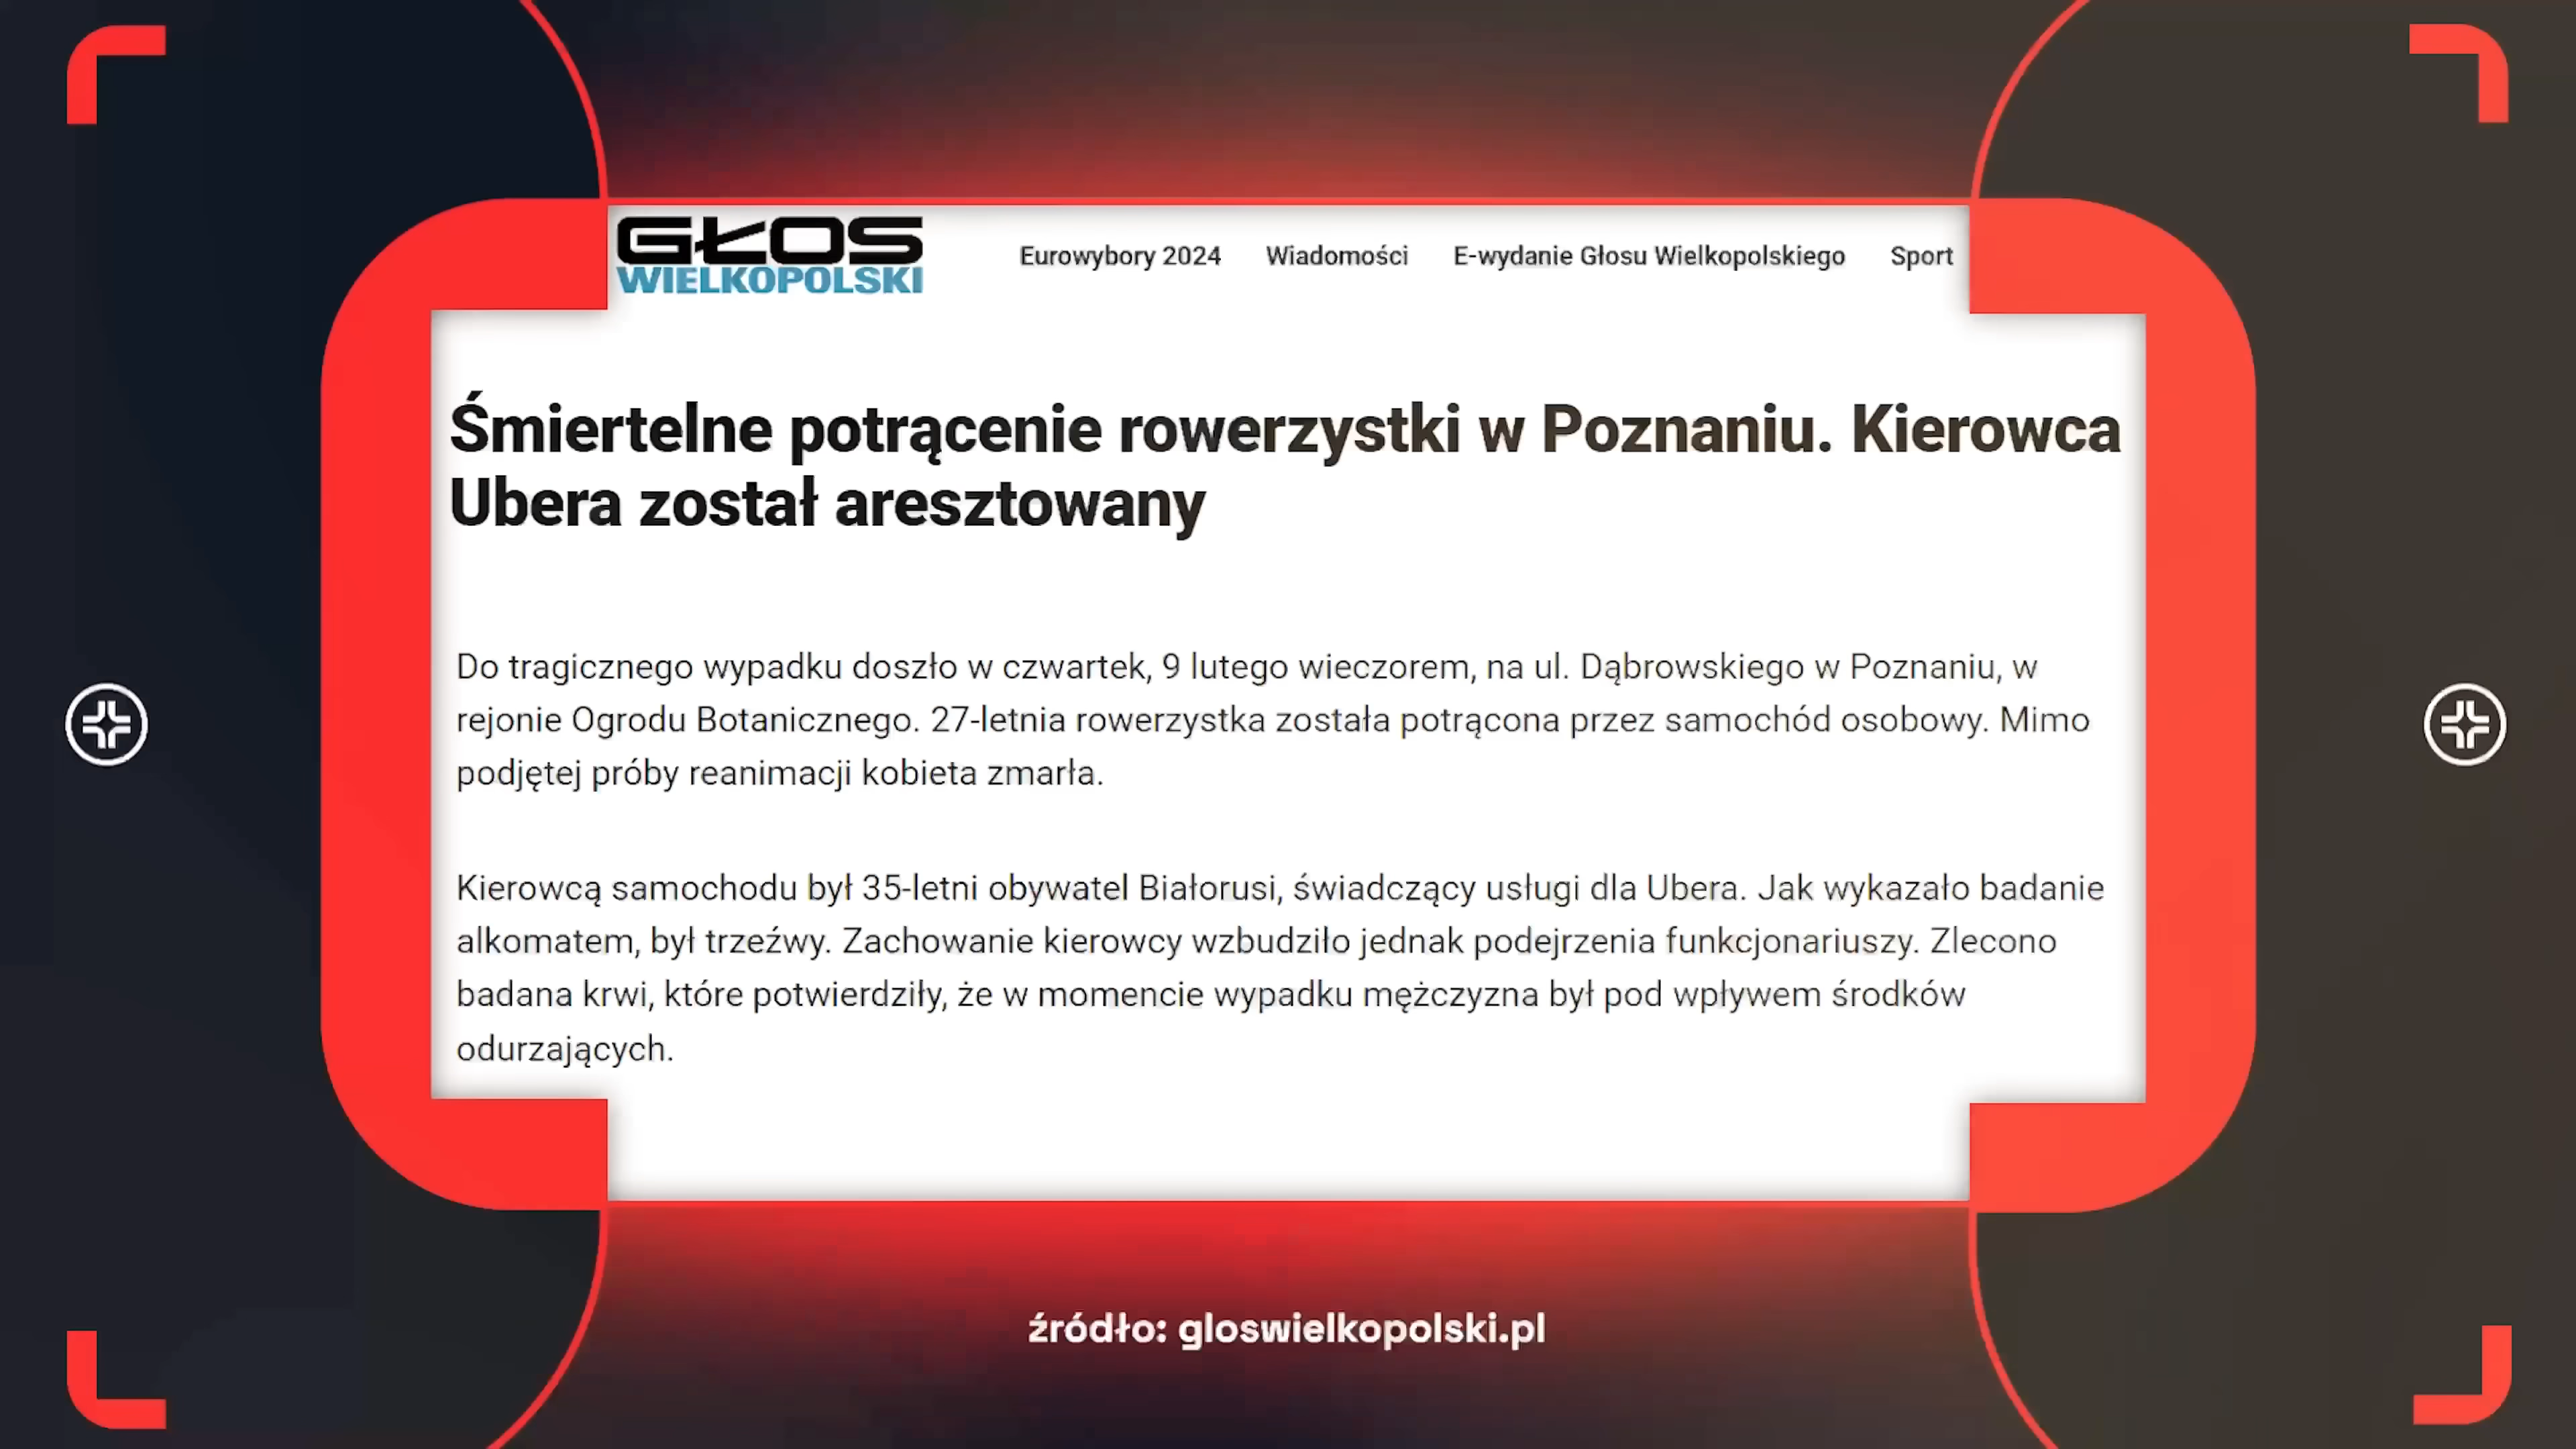 GŁOS
WIELKOPOLSKI
Eurowybory 2024 Wiadomości E-wydanie Głosu Wielkopolskiego Sport
Śmiertelne potrącenie rowerzystki w Poznaniu. Kierowca
Ubera został aresztowany
Do tragicznego wypadku doszło w czwartek, 9 lutego wieczorem, na ul. Dąbrowskiego w Poznaniu, w
rejonie Ogrodu Botanicznego. 27-letnia rowerzystka została potrącona przez samochód osobowy. Mimo
podjętej próby reanimacji kobieta zmarła.
Kierowcą samochodu był 35-letni obywatel Białorusi, świadczący usługi dla Ubera. Jak wykazało badanie
alkomatem, był trzeźwy. Zachowanie kierowcy wzbudziło jednak podejrzenia funkcjonariuszy. Zlecono
badana krwi, które potwierdziły, że w momencie wypadku mężczyzna był pod wpływem środków
odurzających.
źródło: gloswielkopolski.pl